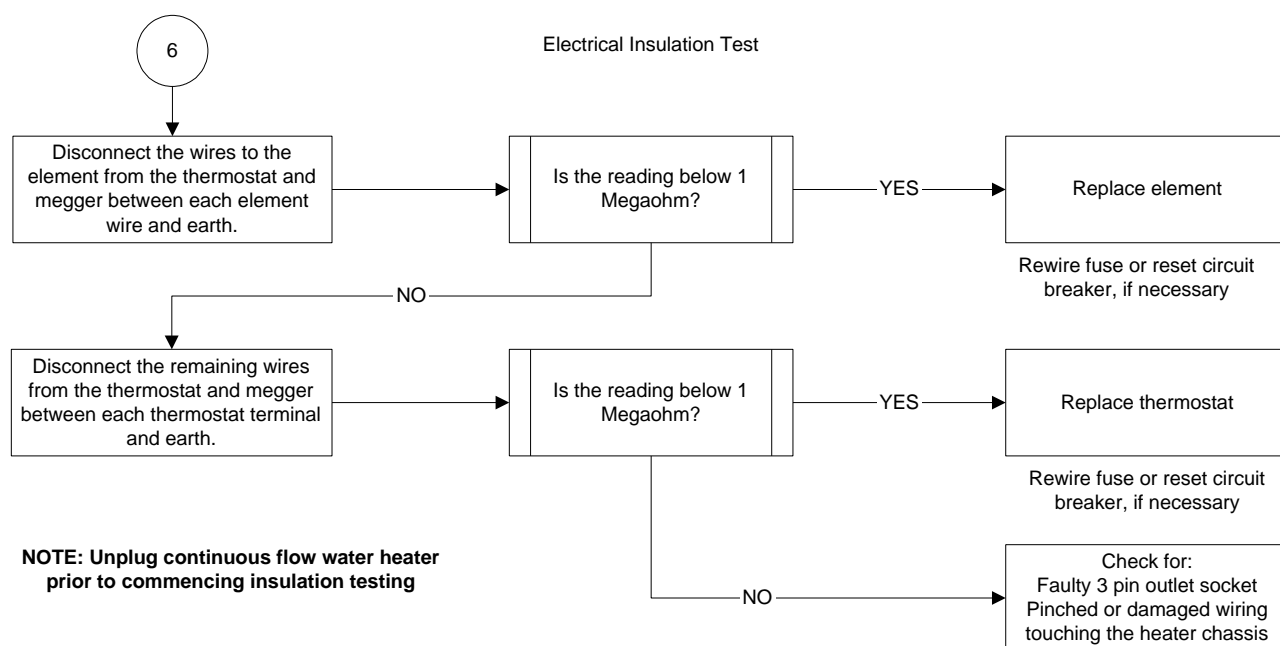 6
Electrical Insulation Test
Disconnect the wires to the
element from the thermostat and
megger between each element
wire and earth.
Is the reading below 1
Megaohm?
YES
Replace element
Rewire fuse or reset circuit
breaker, if necessary
NO
Disconnect the remaining wires
from the thermostat and megger
between each thermostat terminal
and earth.
Is the reading below 1
Megaohm?
YES
Replace thermostat
Rewire fuse or reset circuit
breaker, if necessary
NOTE: Unplug continuous flow water heater
prior to commencing insulation testing
NO
Check for:
Faulty 3 pin outlet socket
Pinched or damaged wiring
touching the heater chassis